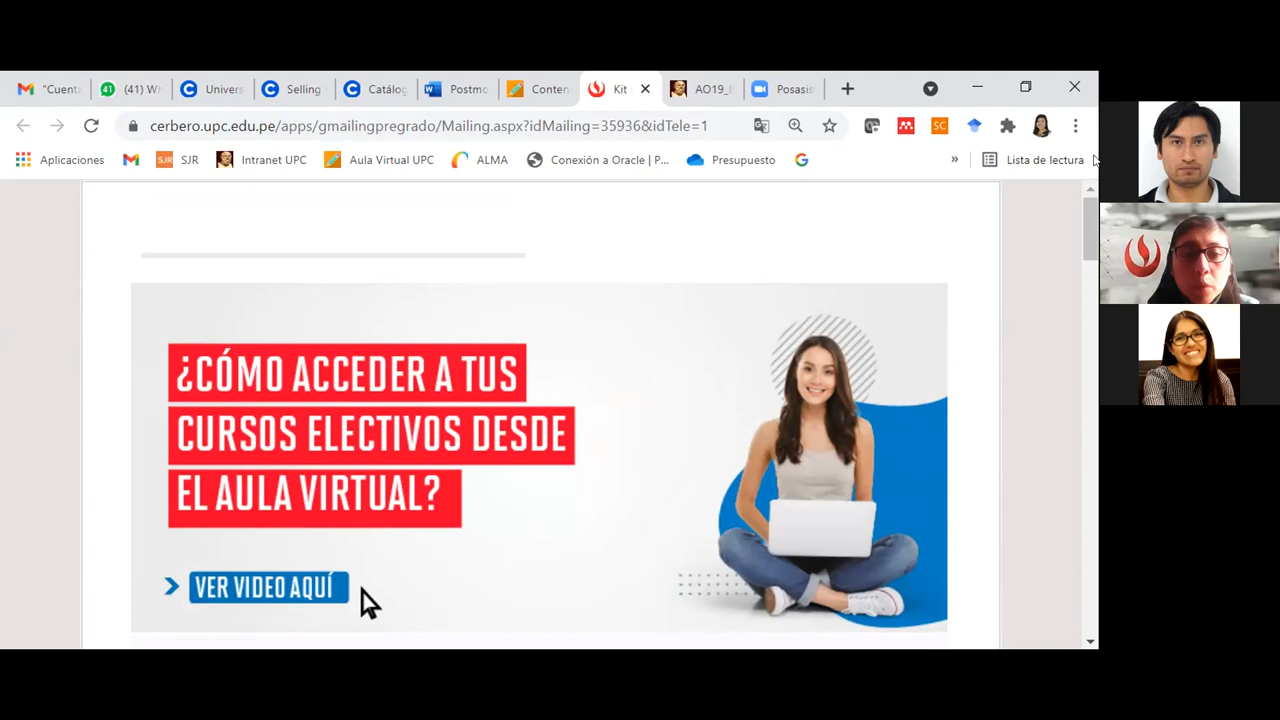 "Cuenta
(41) Wh
Univers
Selling
Catálog
Postmo
Conten
Kit
AO19_
Posasis
cerbero.upc.edu.pe/apps/gmailingpregrado/Mailing.aspx?idMailing=35936&idTele=1
Aplicaciones
SJR SJR
Intranet UPC
Aula Virtual UPC
ALMA
Conexión a Oracle | P...
Presupuesto
»
Lista de lectura
SC
¿CÓMO ACCEDER A TUS
CURSOS ELECTIVOS DESDE
EL AULA VIRTUAL?
VER VIDEO AQUÍ